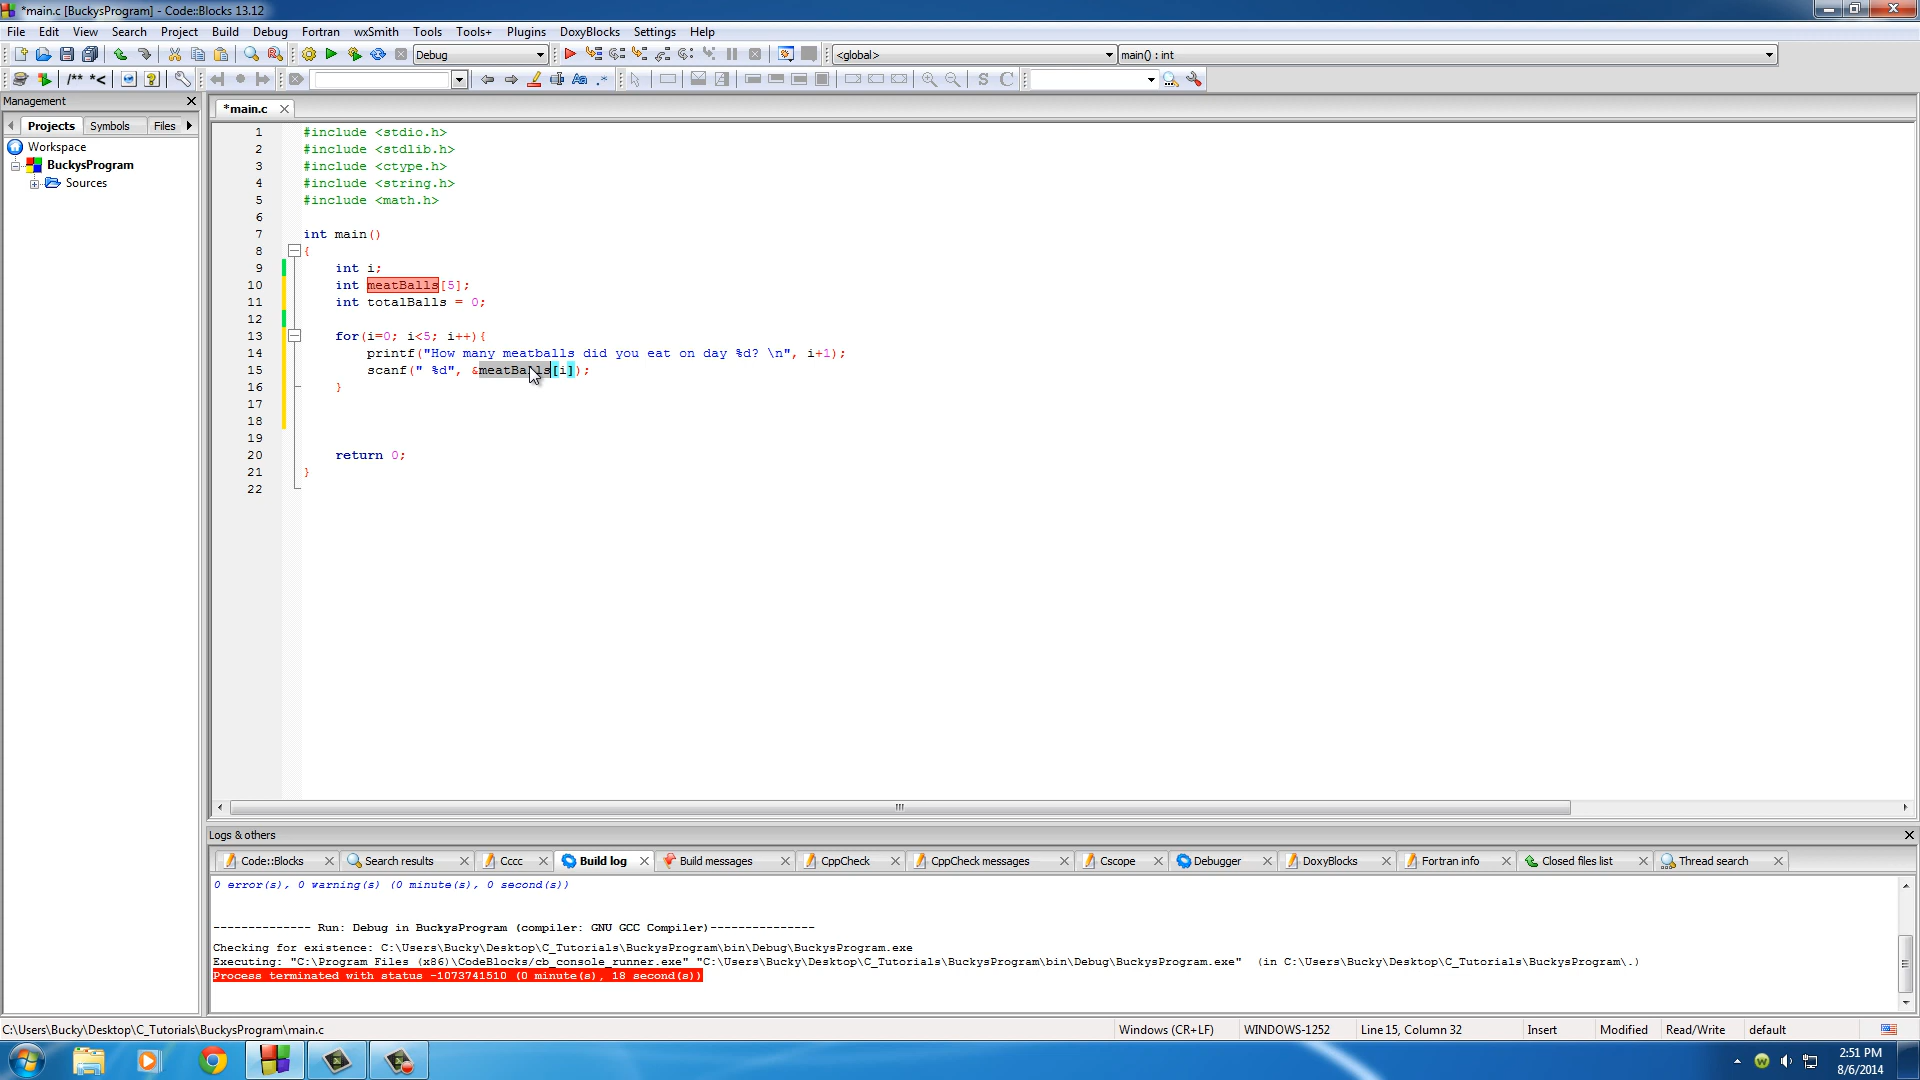 *main.c [BuckysProgram] - Code::Blocks 13.12
File Edit View Search Project Build Debug Fortran wxSmith Tools Tools+ Plugins DoxyBlocks Settings Help
Debug <global> main() : int
/** *< Aa .* S C
Management
*main.c
Projects Symbols Files
Workspace
BuckysProgram
Sources
1 #include <stdio.h>
2 #include <stdlib.h>
3 #include <ctype.h>
4 #include <string.h>
5 #include <math.h>
6
7 int main()
8 {
9 int i;
10 int meatBalls[5];
11 int totalBalls = 0;
12
13 for(i=0; i<5; i++){
14 printf("How many meatballs did you eat on day %d? \n", i+1);
15 scanf(" %d", &meatBalls[i]);
16 }
17
18
19
20 return 0;
21 }
22
Logs & others
Code::Blocks Search results Cccc Build log Build messages CppCheck CppCheck messages Cscope Debugger DoxyBlocks Fortran info Closed files list Thread search
0 error(s), 0 warning(s) (0 minute(s), 0 second(s))
-------------- Run: Debug in BuckysProgram (compiler: GNU GCC Compiler)---------------
Checking for existence: C:\Users\Bucky\Desktop\C_Tutorials\BuckysProgram\bin\Debug\BuckysProgram.exe
Executing: "C:\Program Files (x86)\CodeBlocks/cb_console_runner.exe" "C:\Users\Bucky\Desktop\C_Tutorials\BuckysProgram\bin\Debug\BuckysProgram.exe" (in C:\Users\Bucky\Desktop\C_Tutorials\BuckysProgram\.)
Process terminated with status -1073741510 (0 minute(s), 18 second(s))
C:\Users\Bucky\Desktop\C_Tutorials\BuckysProgram\main.c Windows (CR+LF) WINDOWS-1252 Line 15, Column 32 Insert Modified Read/Write default
2:51 PM
8/6/2014